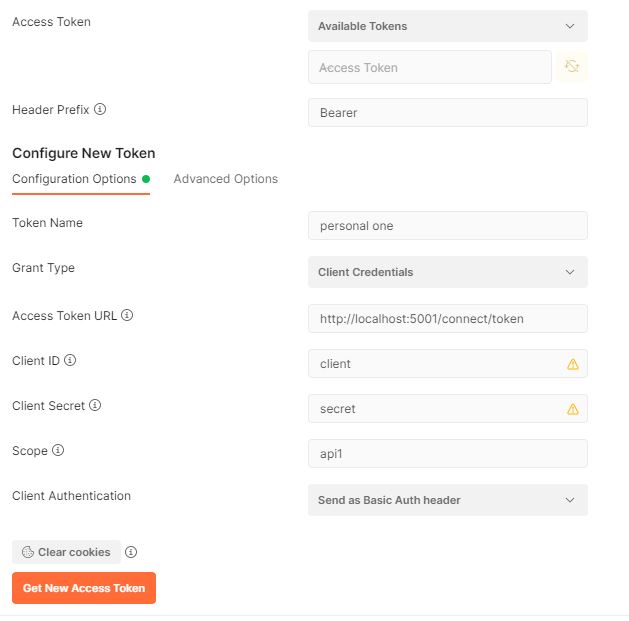 Access Token
Available Tokens
Access Token
Header Prefix
Bearer
Configure New Token
Configuration Options Advanced Options
Token Name
personal one
Grant Type
Client Credentials
Access Token URL
http://localhost:5001/connect/token
Client ID
client
Client Secret
secret
Scope
api1
Client Authentication
Send as Basic Auth header
Clear cookies
Get New Access Token